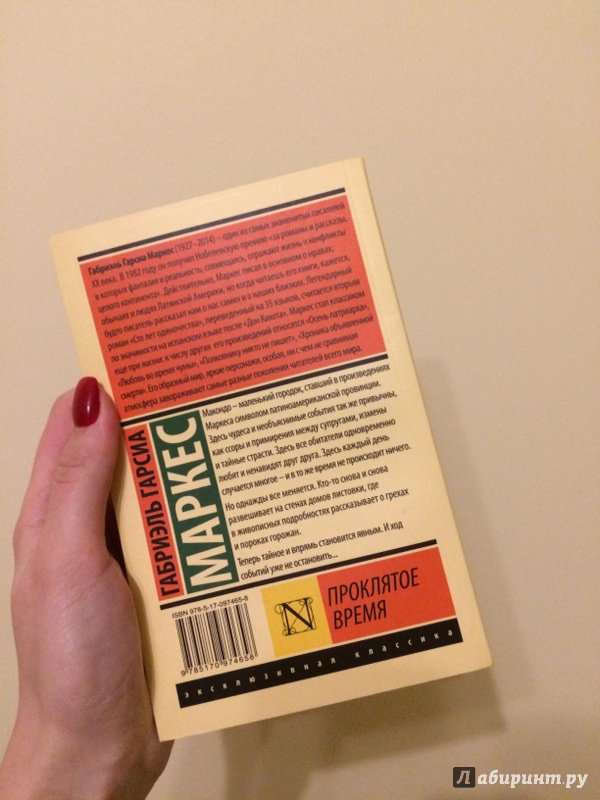 Габриэль Гарсиа Маркес (1927–2014) – один из самых знаменитых писателей
XX века. В 1982 году он получил Нобелевскую премию «за романы и рассказы,
в которых фантазия и реальность, совмещаясь, отражают жизнь и конфликты
целого континента». Действительно, Маркес писал в основном о нравах,
обычаях и людях Латинской Америки, но когда читаешь его книги, кажется,
будто писатель рассказал нам о нас самих и о наших близких. Легендарный
роман «Сто лет одиночества», переведенный на 35 языков, считается вторым
по значимости на испанском языке после «Дон Кихота». Маркес стал классиком
еще при жизни: к числу других его произведений относятся «Осень патриарха»,
«Любовь во время чумы», «Полковнику никто не пишет», «Хроника объявленной
смерти». Его образный мир, яркие персонажи, особая, ни с чем не сравнимая
атмосфера завораживают самые разные поколения читателей всего мира.
ГАБРИЭЛЬ ГАРСИА
МАРКЕС
Макондо – маленький городок, ставший в произведениях
Маркеса символом латиноамериканской провинции.
Здесь чудеса и необъяснимые события так же привычны,
как ссоры и примирения между супругами, измены
и тайные страсти. Здесь все обитатели одновременно
любят и ненавидят друг друга. Здесь каждый день
случается многое – и в то же время не происходит ничего.
Но однажды все меняется. Кто-то снова и снова
развешивает на стенах домов листовки, где
в живописных подробностях рассказывает о грехах
и пороках горожан.
Теперь тайное и впрямь становится явным. И ход
событий уже не остановить...
ISBN 978-5-17-097465-8
9 785170 974658
N
ПРОКЛЯТОЕ
ВРЕМЯ
эксклюзивная классика
Лабиринт.ру